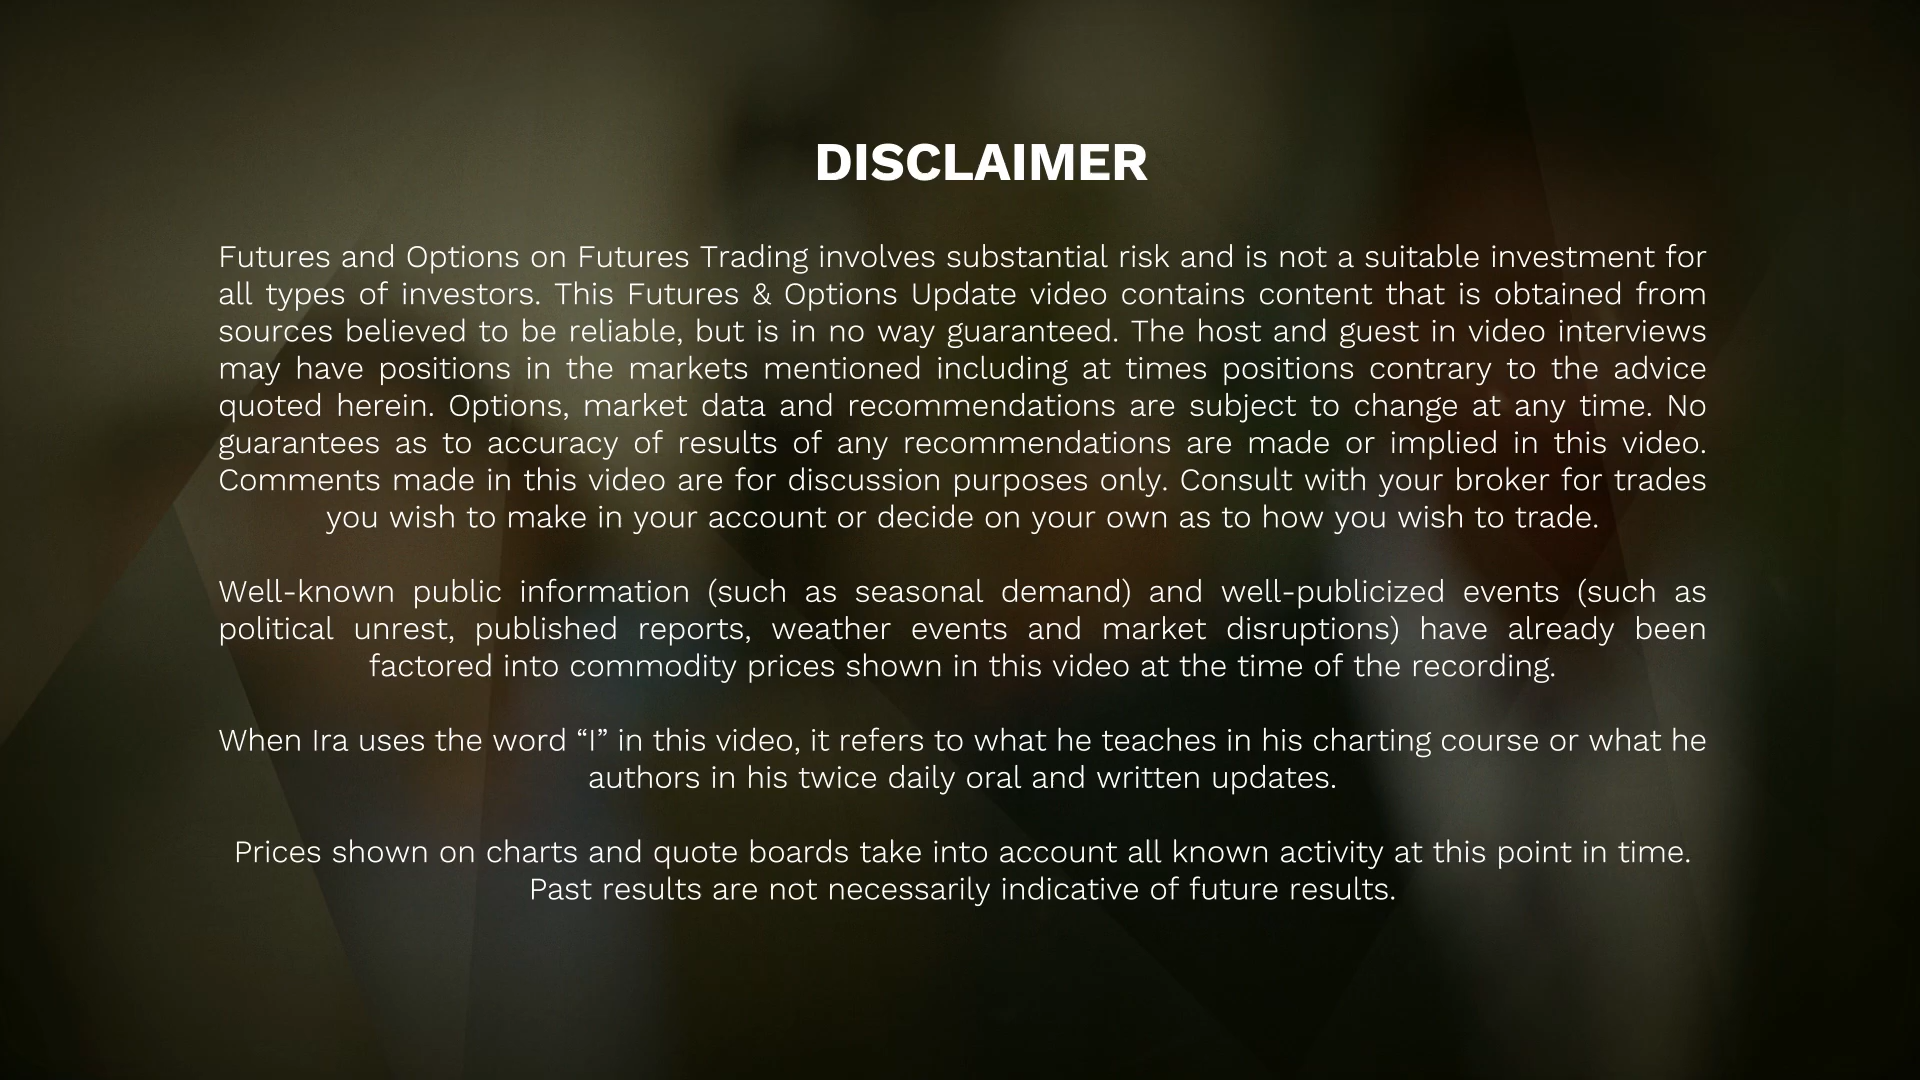 DISCLAIMER
Futures and Options on Futures Trading involves substantial risk and is not a suitable investment for
all types of investors. This Futures & Options Update video contains content that is obtained from
sources believed to be reliable, but is in no way guaranteed. The host and guest in video interviews
may have positions in the markets mentioned including at times positions contrary to the advice
quoted herein. Options, market data and recommendations are subject to change at any time. No
guarantees as to accuracy of results of any recommendations are made or implied in this video.
Comments made in this video are for discussion purposes only. Consult with your broker for trades
you wish to make in your account or decide on your own as to how you wish to trade.
Well-known public information (such as seasonal demand) and well-publicized events (such as
political unrest, published reports, weather events and market disruptions) have already been
factored into commodity prices shown in this video at the time of the recording.
When Ira uses the word “I” in this video, it refers to what he teaches in his charting course or what he
authors in his twice daily oral and written updates.
Prices shown on charts and quote boards take into account all known activity at this point in time.
Past results are not necessarily indicative of future results.